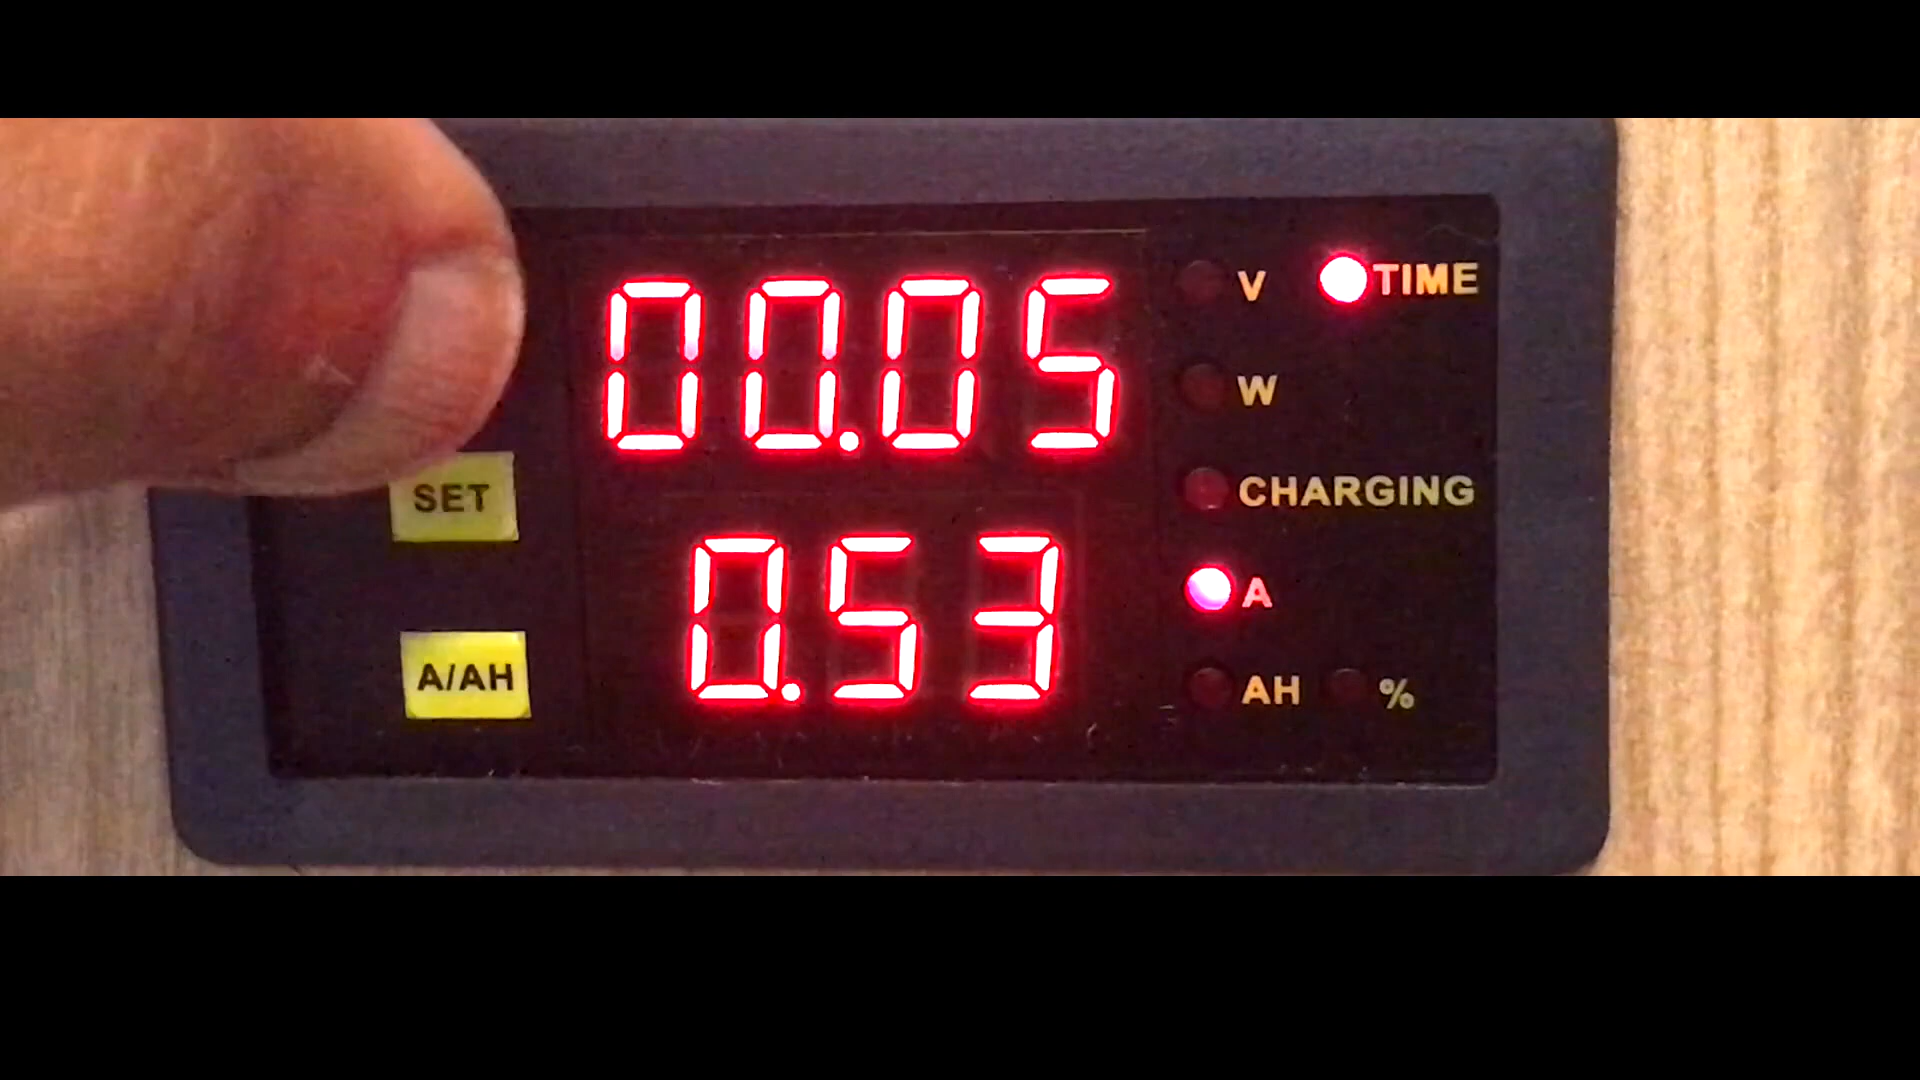 00.05
V
TIME
W
SET
CHARGING
0.53
A
A/AH
AH
%